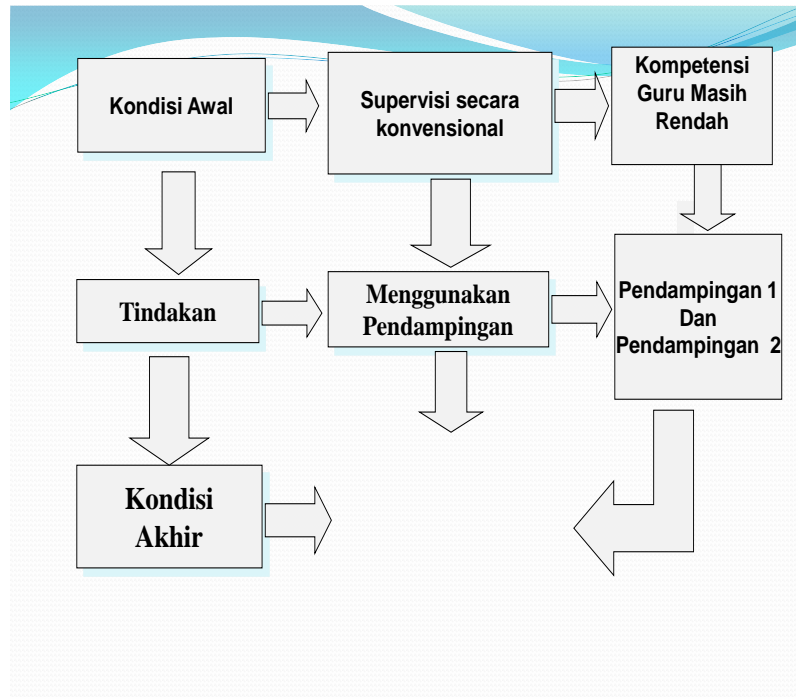 Kondisi Awal
Supervisi secara
konvensional
Kompetensi
Guru Masih
Rendah
Tindakan
Menggunakan
Pendampingan
Pendampingan 1
Dan
Pendampingan 2
Kondisi
Akhir